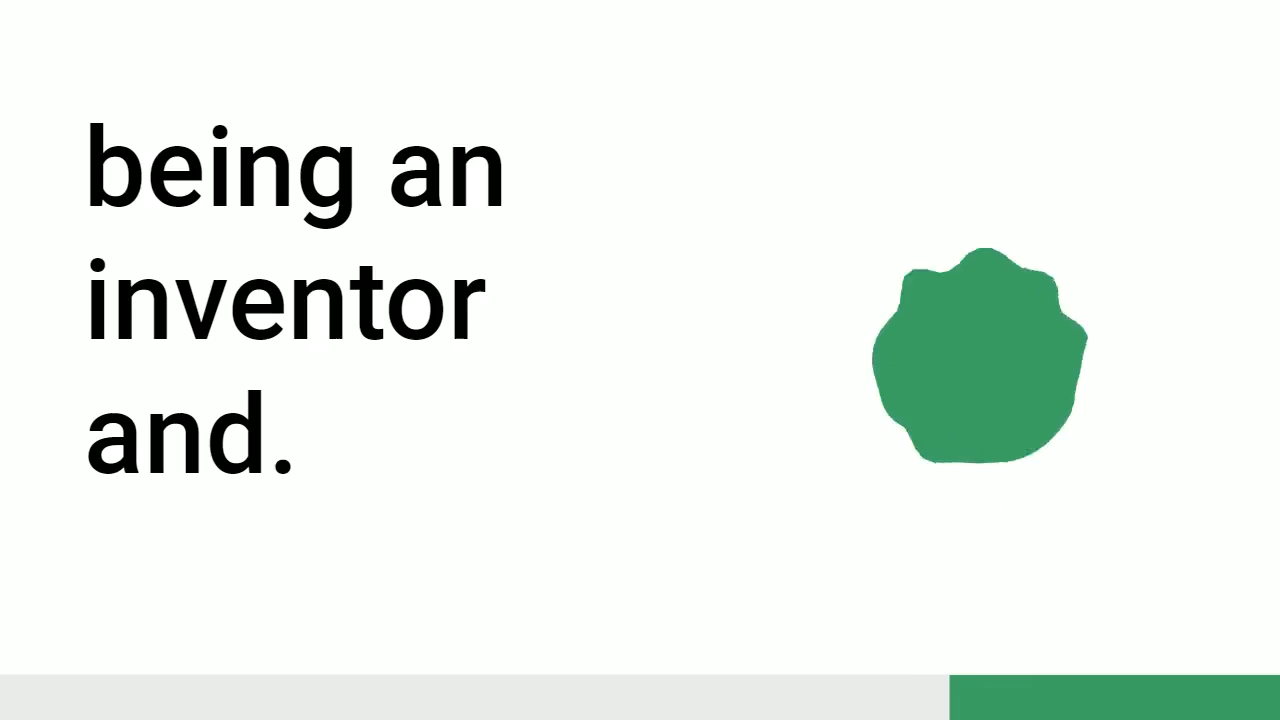 being an
inventor
and.